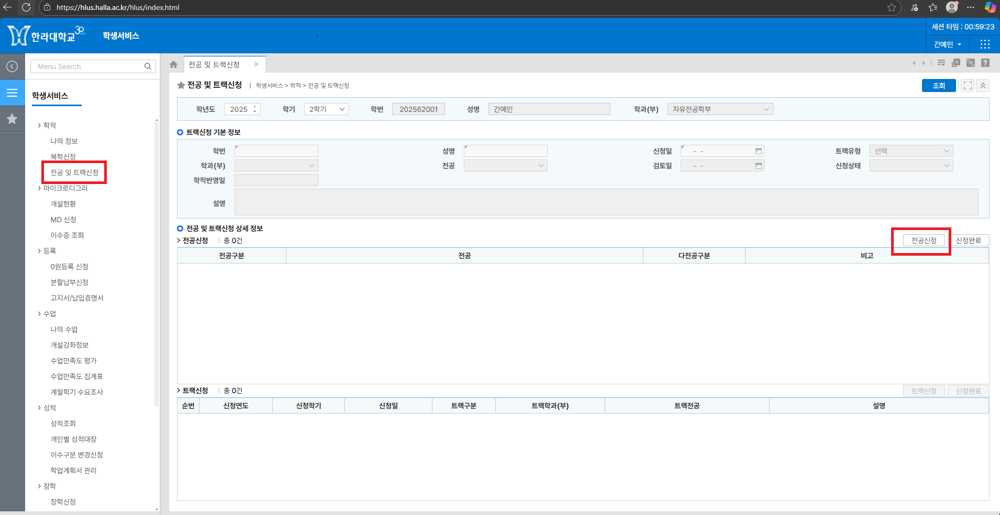 https://hlus.halla.ac.kr/hlus/index.html
한라대학교 30
학생서비스
세션 타임 : 00:59:23
간예인
Menu Search
학생서비스
학적
나의 정보
복학신청
전공 및 트랙신청
마이크로디그리
개설현황
MD 신청
이수증 조회
등록
0원등록 신청
분할납부신청
고지서/납입증명서
수업
나의 수업
개설강좌정보
수업만족도 평가
수업만족도 집계표
계절학기 수요조사
성적
성적조회
개인별 성적대장
이수구분 변경신청
학업계획서 관리
장학
장학신청
전공 및 트랙신청
전공 및 트랙신청 | 학생서비스 > 학적 > 전공 및 트랙신청
조회
학년도 2025 학기 2학기 학번 202562001 성명 간예인 학과(부) 자유전공학부
트랙신청 기본 정보
학번 성명 신청일 - - 트랙유형 선택
학과(부) 전공 검토일 - - 신청상태
학적반영일
설명
전공 및 트랙신청 상세 정보
> 전공신청 | 총 0건 전공신청 신청완료
전공구분 전공 다전공구분 비고
> 트랙신청 | 총 0건 트랙신청 신청완료
순번 신청연도 신청학기 신청일 트랙구분 트랙학과(부) 트랙전공 설명